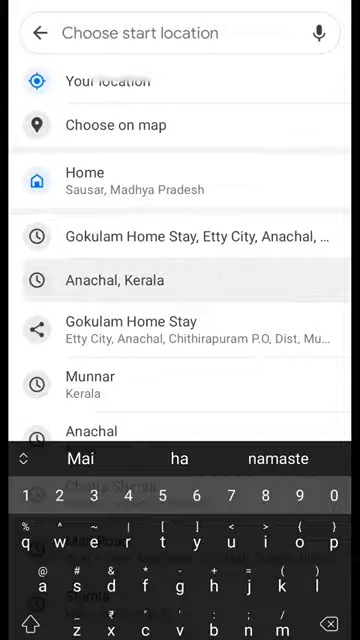 Choose start location
Your location
Choose on map
Home
Sausar, Madhya Pradesh
Gokulam Home Stay, Etty City, Anachal, ...
Anachal, Kerala
Gokulam Home Stay
Etty City, Anachal, Chithirapuram P.O, Dist, Mu...
Munnar
Kerala
Anachal
Mai ha namaste
1 2 3 4 5 6 7 8 9 0
% ^ ~ | [ ] < > { }
q w e r t y u i o p
@ # & * - + = ( )
a s d f g h j k l
_ ₹ " ' : ; /
z x c v b n m